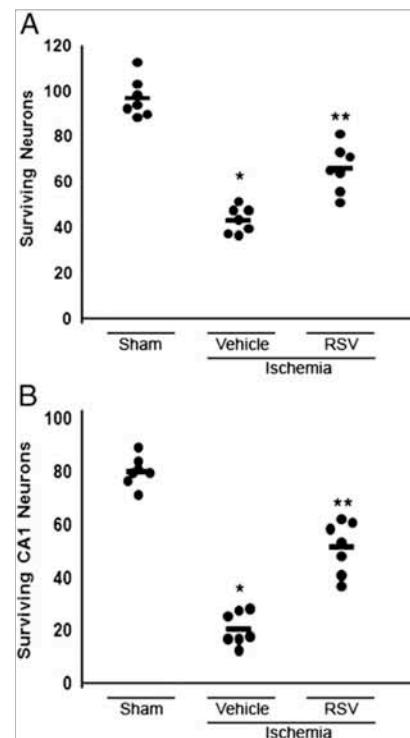 A
Surviving Neurons
120
100
80
60
40
20
0
*
**
Sham Vehicle RSV
Ischemia
B
Surviving CA1 Neurons
100
80
60
40
20
0
*
**
Sham Vehicle RSV
Ischemia